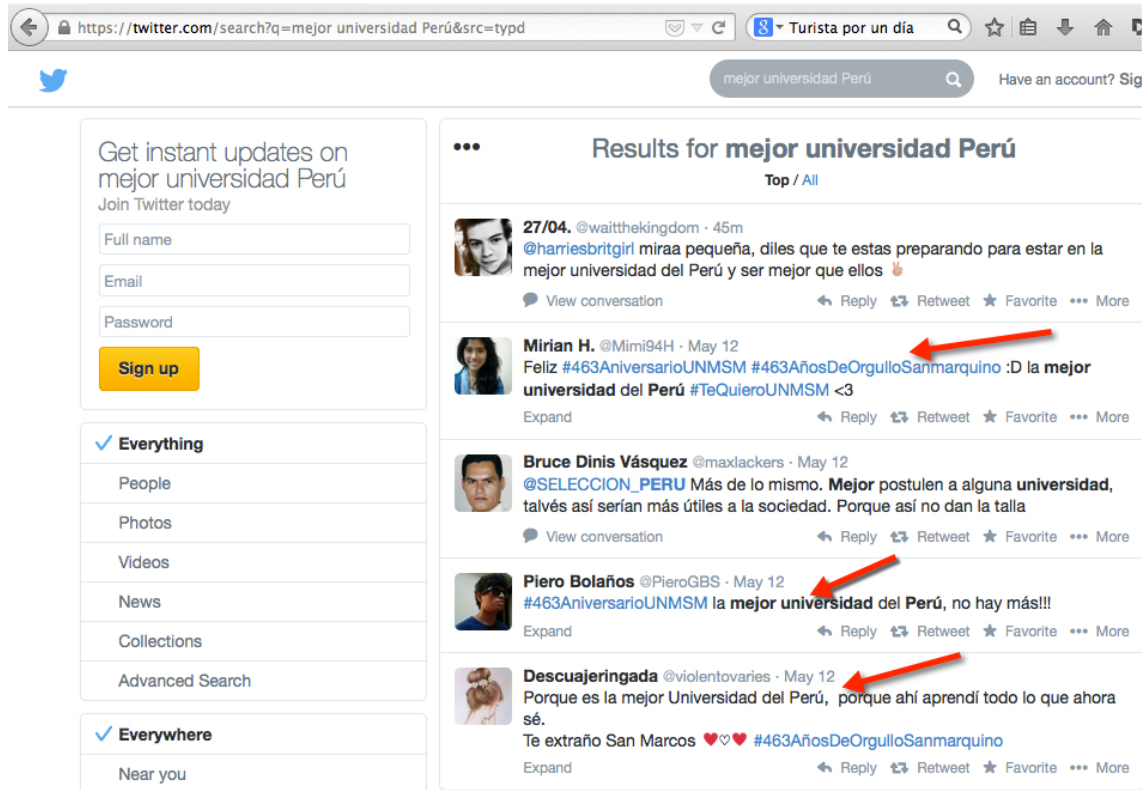 https://twitter.com/search?q=mejor universidad Perú&src=typd
Turista por un día
mejor universidad Perú
Have an account? Sig
Get instant updates on
mejor universidad Perú
Join Twitter today
Full name
Email
Password
Sign up
Everything
People
Photos
Videos
News
Collections
Advanced Search
Everywhere
Near you
Results for mejor universidad Perú
Top / All
27/04. @waitthekingdom · 45m
@harriesbritgirl miraa pequeña, diles que te estas preparando para estar en la
mejor universidad del Perú y ser mejor que ellos ✌
View conversation
Reply Retweet Favorite ••• More
Mirian H. @Mimi94H · May 12
Feliz #463AniversarioUNMSM #463AñosDeOrgulloSanmarquino :D la mejor
universidad del Perú #TeQuieroUNMSM <3
Expand
Reply Retweet Favorite ••• More
Bruce Dinis Vásquez @maxlackers · May 12
@SELECCION_PERU Más de lo mismo. Mejor postulen a alguna universidad,
talvés así serían más útiles a la sociedad. Porque así no dan la talla
View conversation
Reply Retweet Favorite ••• More
Piero Bolaños @PieroGBS · May 12
#463AniversarioUNMSM la mejor universidad del Perú, no hay más!!!
Expand
Reply Retweet Favorite ••• More
Descuajeringada @violentovaries · May 12
Porque es la mejor Universidad del Perú, porque ahí aprendí todo lo que ahora
sé.
Te extraño San Marcos ♥♡♥ #463AñosDeOrgulloSanmarquino
Expand
Reply Retweet Favorite ••• More